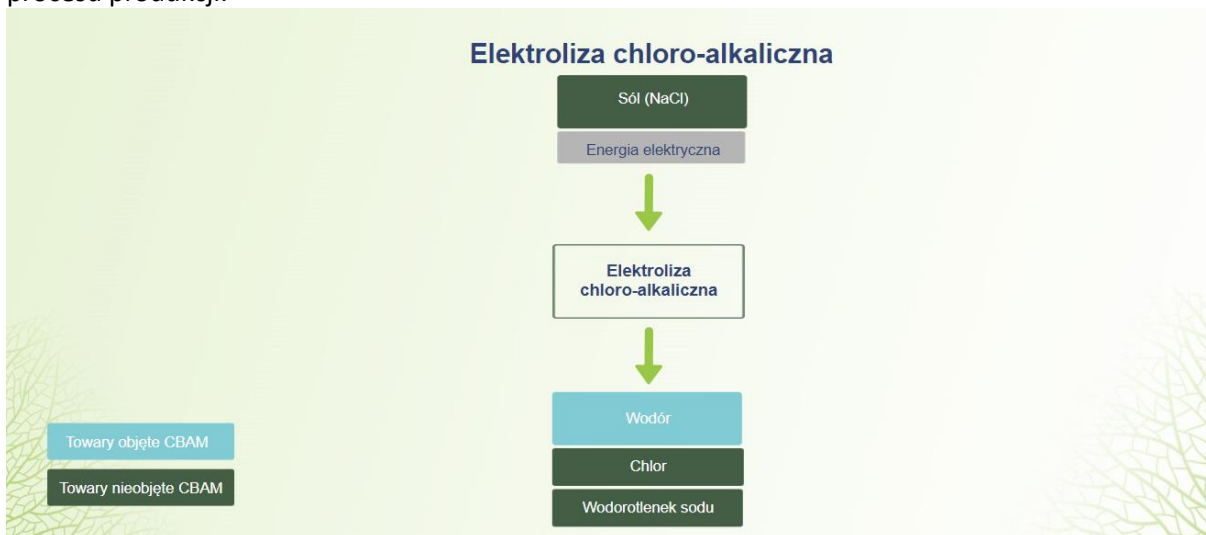 procesu produkcji.
Elektroliza chloro-alkaliczna
Sól (NaCl)
Energia elektryczna
Elektroliza
chloro-alkaliczna
Wodór
Chlor
Wodorotlenek sodu
Towary objęte CBAM
Towary nieobjęte CBAM